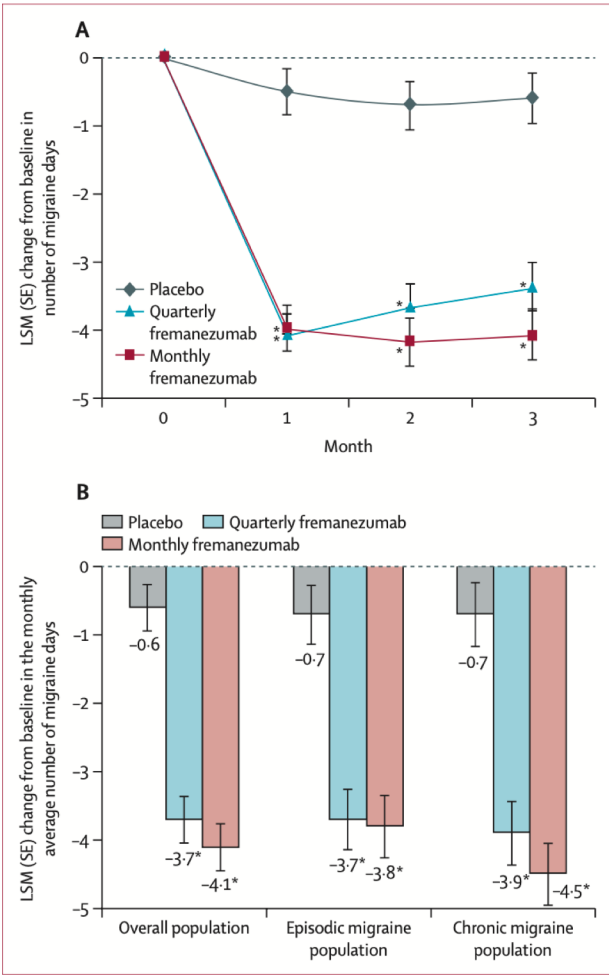 A
LSM (SE) change from baseline in
number of migraine days
0
−1
−2
−3
−4
−5
Placebo
Quarterly
fremanezumab
Monthly
fremanezumab
*
*
*
*
*
*
0
1
2
3
Month
B
Placebo
Quarterly fremanezumab
Monthly fremanezumab
LSM (SE) change from baseline in the monthly
average number of migraine days
0
−1
−2
−3
−4
−5
−0·6
−3·7*
−4·1*
−0·7
−3·7*
−3·8*
−0·7
−3·9*
−4·5*
Overall population
Episodic migraine
population
Chronic migraine
population